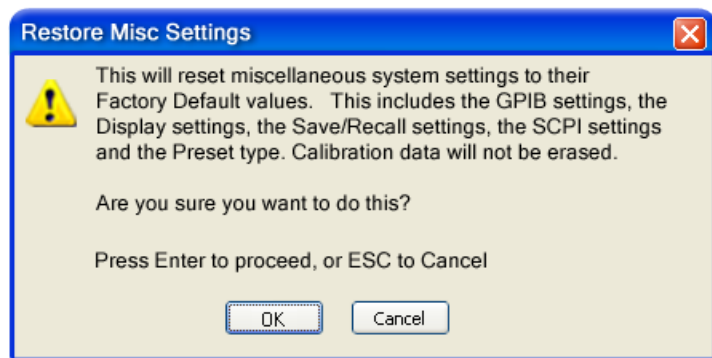 Restore Misc Settings
This will reset miscellaneous system settings to their
Factory Default values.   This includes the GPIB settings, the
Display settings, the Save/Recall settings, the SCPI settings
and the Preset type. Calibration data will not be erased.
Are you sure you want to do this?
Press Enter to proceed, or ESC to Cancel
OK
Cancel